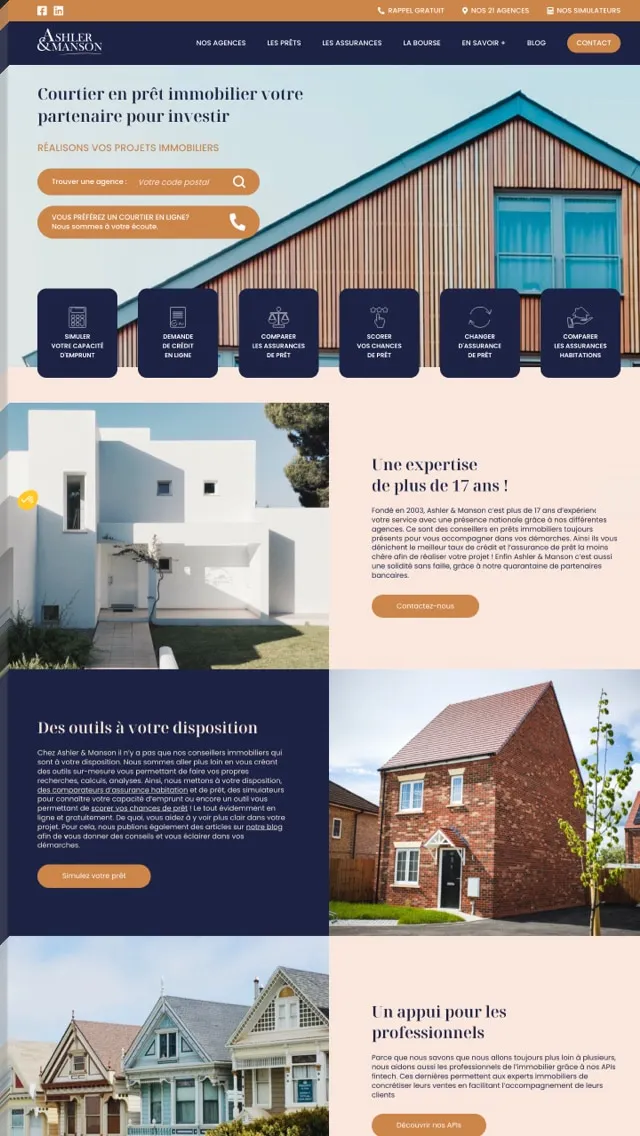 RAPPEL GRATUIT
NOS 21 AGENCES
NOS SIMULATEURS
ASHLER
&MANSON
NOS AGENCES
LES PRÊTS
LES ASSURANCES
LA BOURSE
EN SAVOIR +
BLOG
CONTACT
Courtier en prêt immobilier votre
partenaire pour investir
RÉALISONS VOS PROJETS IMMOBILIERS
Trouver une agence : Votre code postal
VOUS PRÉFÉREZ UN COURTIER EN LIGNE?
Nous sommes à votre écoute.
SIMULER
VOTRE CAPACITÉ
D'EMPRUNT
DEMANDE
DE CRÉDIT
EN LIGNE
COMPARER
LES ASSURANCES
DE PRÊT
SCORER
VOS CHANCES
DE PRÊT
CHANGER
D'ASSURANCE
DE PRÊT
COMPARER
LES ASSURANCES
HABITATIONS
Une expertise
de plus de 17 ans !
Fondé en 2003, Ashler & Manson c'est plus de 17 ans d'expérienc
votre service avec une présence nationale grâce à nos différentes
agences. Ce sont des conseillers en prêts immobiliers toujours
présents pour vous accompagner dans vos démarches. Ainsi ils vous
dénichent le meilleur taux de crédit et l'assurance de prêt la moins
chère afin de réaliser votre projet ! Enfin Ashler & Manson c'est aussi
une solidité sans faille, grâce à notre quarantaine de partenaires
bancaires.
Contactez-nous
Des outils à votre disposition
Chez Ashler & Manson il n'y a pas que nos conseillers immobiliers qui
sont à votre disposition. Nous sommes aller plus loin en vous créant
des outils sur-mesure vous permettant de faire vos propres
recherches, calculs, analyses. Ainsi, nous mettons à votre disposition,
des comparateurs d'assurance habitation et de prêt, des simulateurs
pour connaître votre capacité d'emprunt ou encore un outil vous
permettant de scorer vos chances de prêt ! Le tout évidemment en
ligne et gratuitement. De quoi, vous aidez à y voir plus clair dans votre
projet. Pour cela, nous publions également des articles sur notre blog
afin de vous donner des conseils et vous éclairer dans vos
démarches.
Simulez votre prêt
Un appui pour les
professionnels
Parce que nous savons que nous allons toujours plus loin à plusieurs,
nous aidons aussi les professionnels de l'immobilier grâce à nos APIs
fintech. Ces dernières permettent aux experts immobiliers de
concrétiser leurs ventes en facilitant l'accompagnement de leurs
clients
Découvrir nos APIs